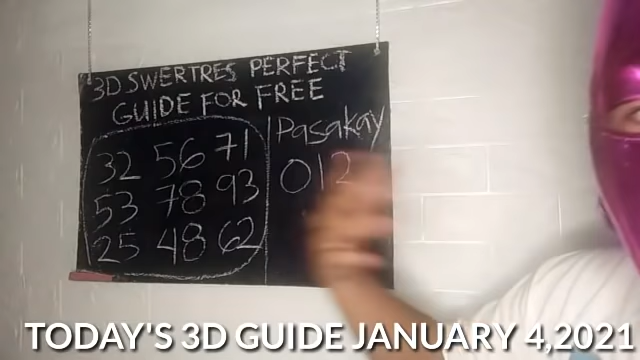 3D SWERTRES PERFECT
GUIDE FOR FREE
Pasakay
32 56 71
012
53 78 93
25 48 62
TODAY'S 3D GUIDE JANUARY 4,2021